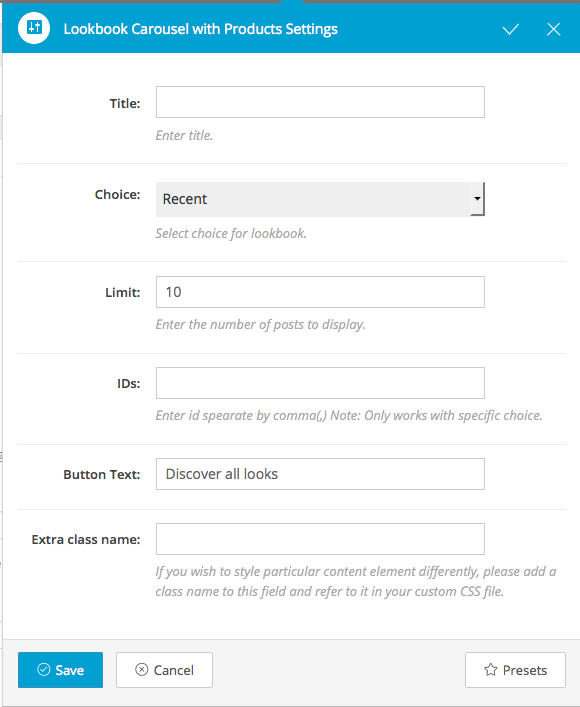 Lookbook Carousel with Products Settings
Title:
Enter title.
Choice: Recent
Select choice for lookbook.
Limit: 10
Enter the number of posts to display.
IDs:
Enter id spearate by comma(,) Note: Only works with specific choice.
Button Text: Discover all looks
Extra class name:
If you wish to style particular content element differently, please add a
class name to this field and refer to it in your custom CSS file.
Save Cancel Presets